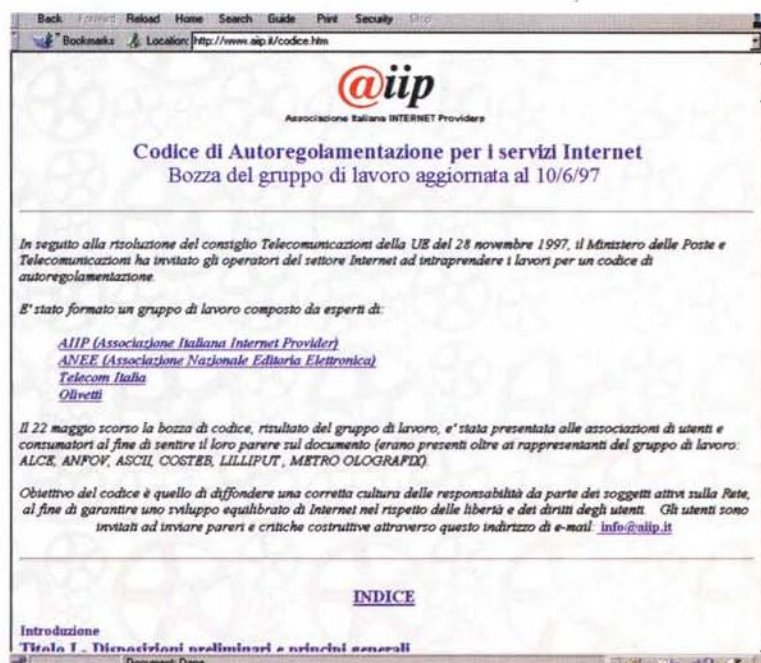 Back Forward Reload Home Search Guide Print Security Stop
Bookmarks Location: http://www.aiip.it/codice.htm
@iip
Associazione Italiana INTERNET Providers
Codice di Autoregolamentazione per i servizi Internet
Bozza del gruppo di lavoro aggiornata al 10/6/97
In seguito alla risoluzione del consiglio Telecomunicazioni della UE del 28 novembre 1997, il Ministero delle Poste e
Telecomunicazioni ha invitato gli operatori del settore Internet ad intraprendere i lavori per un codice di
autoregolamentazione.
E' stato formato un gruppo di lavoro composto da esperti di:
AIIP (Associazione Italiana Internet Provider)
ANEE (Associazione Nazionale Editoria Elettronica)
Telecom Italia
Olivetti
Il 22 maggio scorso la bozza di codice, risultato del gruppo di lavoro, e' stata presentata alle associazioni di utenti e
consumatori al fine di sentire il loro parere sul documento (erano presenti oltre ai rappresentanti del gruppo di lavoro:
ALCEI, ANFOV, ASCII, COSTER, LILLIPUT , METRO OLOGRAFIX).
Obiettivo del codice è quello di diffondere una corretta cultura delle responsabilità da parte dei soggetti attivi sulla Rete,
al fine di garantire uno sviluppo equilibrato di Internet nel rispetto delle libertà e dei diritti degli utenti. Gli utenti sono
invitati ad inviare pareri e critiche costruttive attraverso questo indirizzo di e-mail: info@aiip.it
INDICE
Introduzione
Titolo I - Disposizioni preliminari e principi generali
Document: Done